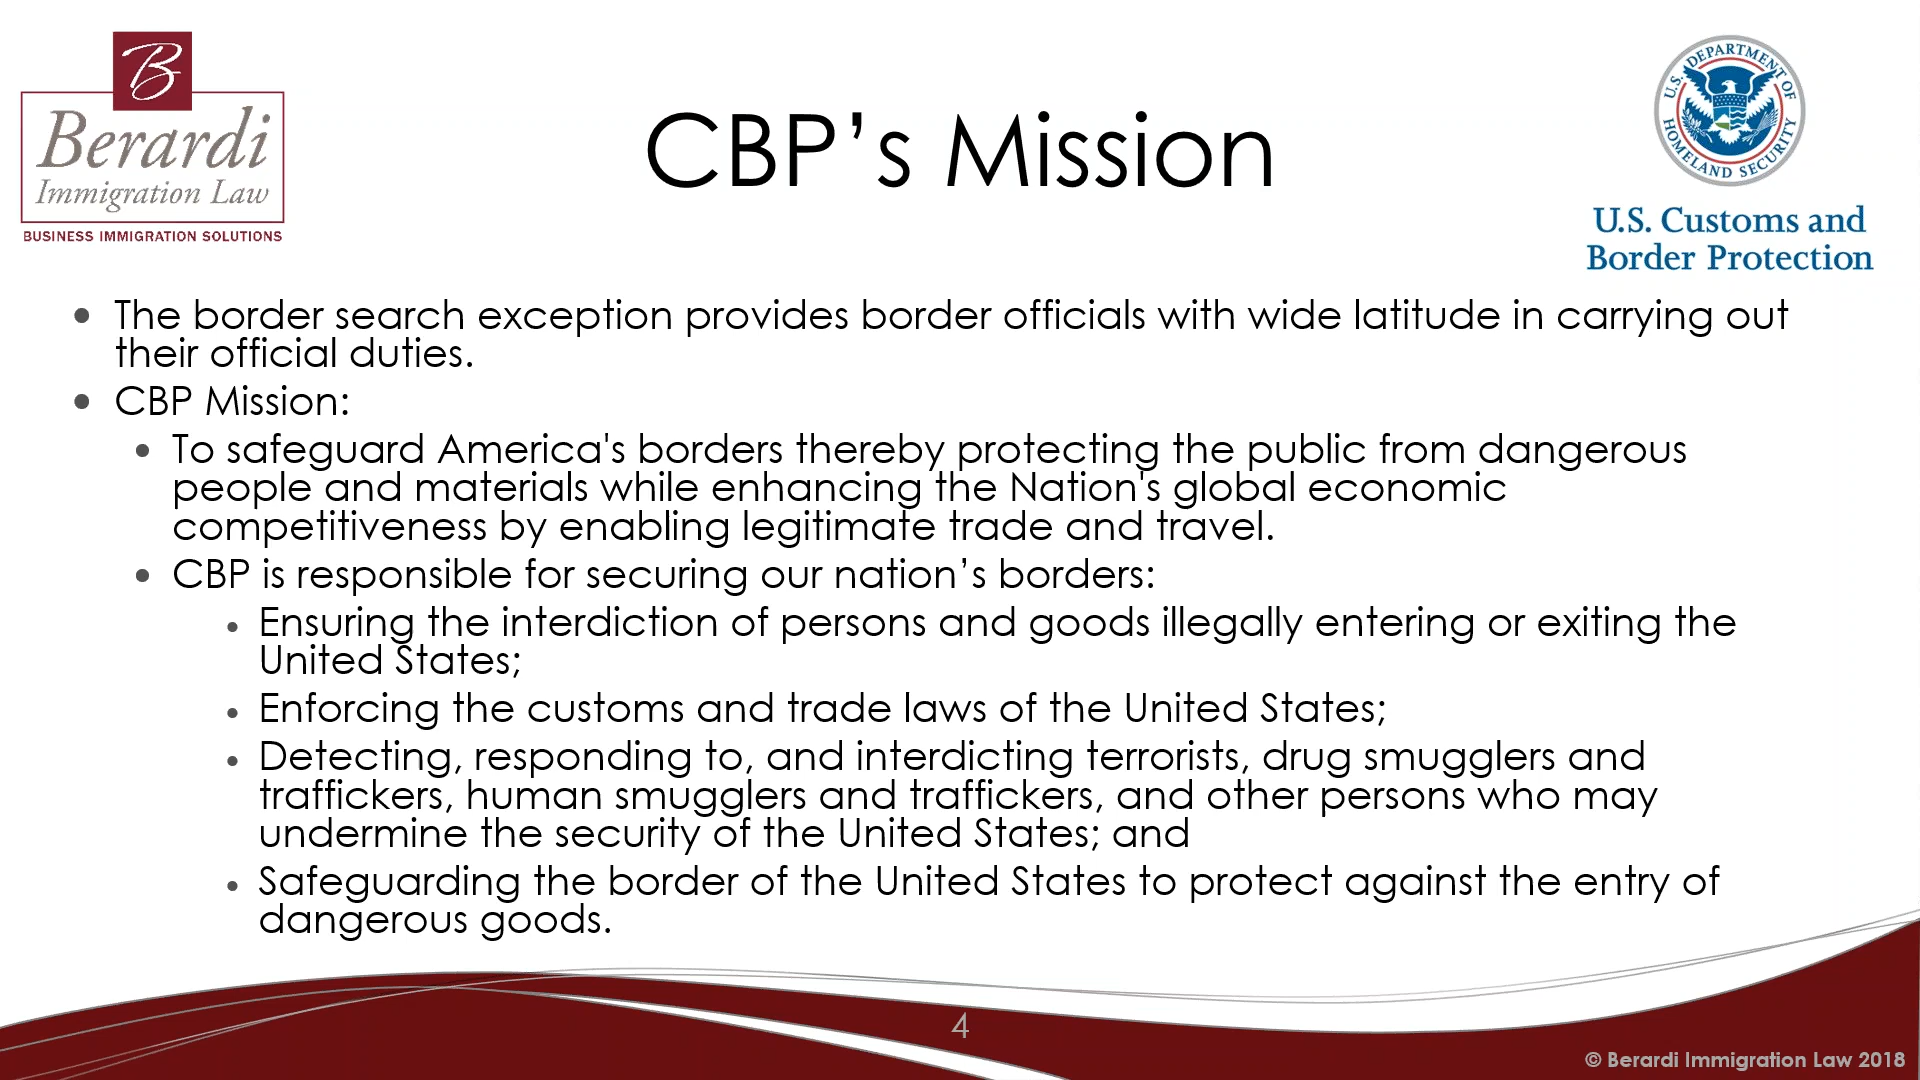 B
Berardi
Immigration Law
BUSINESS IMMIGRATION SOLUTIONS
CBP’s Mission
U.S. DEPARTMENT OF
HOMELAND SECURITY
U.S. Customs and
Border Protection
• The border search exception provides border officials with wide latitude in carrying out
their official duties.
• CBP Mission:
• To safeguard America's borders thereby protecting the public from dangerous
people and materials while enhancing the Nation's global economic
competitiveness by enabling legitimate trade and travel.
• CBP is responsible for securing our nation’s borders:
• Ensuring the interdiction of persons and goods illegally entering or exiting the
United States;
• Enforcing the customs and trade laws of the United States;
• Detecting, responding to, and interdicting terrorists, drug smugglers and
traffickers, human smugglers and traffickers, and other persons who may
undermine the security of the United States; and
• Safeguarding the border of the United States to protect against the entry of
dangerous goods.
4
© Berardi Immigration Law 2018